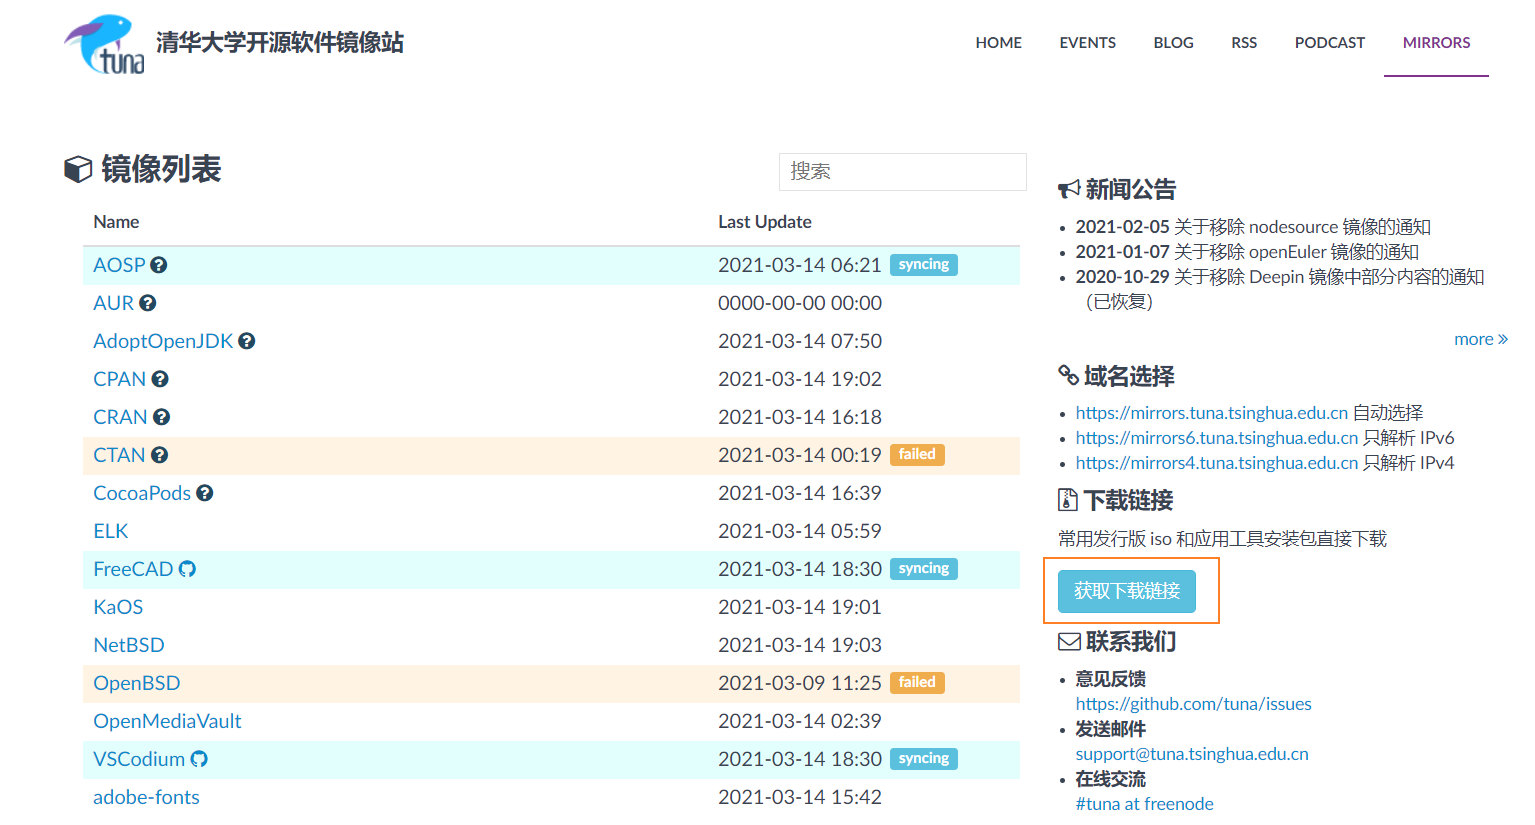 tuna
清华大学开源软件镜像站
HOME EVENTS BLOG RSS PODCAST MIRRORS
镜像列表
搜索
Name Last Update
AOSP 2021-03-14 06:21 syncing
AUR 0000-00-00 00:00
AdoptOpenJDK 2021-03-14 07:50
CPAN 2021-03-14 19:02
CRAN 2021-03-14 16:18
CTAN 2021-03-14 00:19 failed
CocoaPods 2021-03-14 16:39
ELK 2021-03-14 05:59
FreeCAD 2021-03-14 18:30 syncing
KaOS 2021-03-14 19:01
NetBSD 2021-03-14 19:03
OpenBSD 2021-03-09 11:25 failed
OpenMediaVault 2021-03-14 02:39
VSCodium 2021-03-14 18:30 syncing
adobe-fonts 2021-03-14 15:42
新闻公告
2021-02-05 关于移除 nodesource 镜像的通知
2021-01-07 关于移除 openEuler 镜像的通知
2020-10-29 关于移除 Deepin 镜像中部分内容的通知
（已恢复）
more »
域名选择
https://mirrors.tuna.tsinghua.edu.cn 自动选择
https://mirrors6.tuna.tsinghua.edu.cn 只解析 IPv6
https://mirrors4.tuna.tsinghua.edu.cn 只解析 IPv4
下载链接
常用发行版 iso 和应用工具安装包直接下载
获取下载链接
联系我们
意见反馈
https://github.com/tuna/issues
发送邮件
support@tuna.tsinghua.edu.cn
在线交流
#tuna at freenode